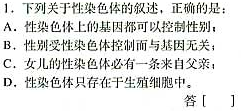 1．下列关于性染色体的叙述，正确的是：
A．性染色体上的基因都可以控制性别；
B．性别受性染色体控制而与基因无关；
C．女儿的性染色体必有一条来自父亲；
D．性染色体只存在于生殖细胞中。
答［　］